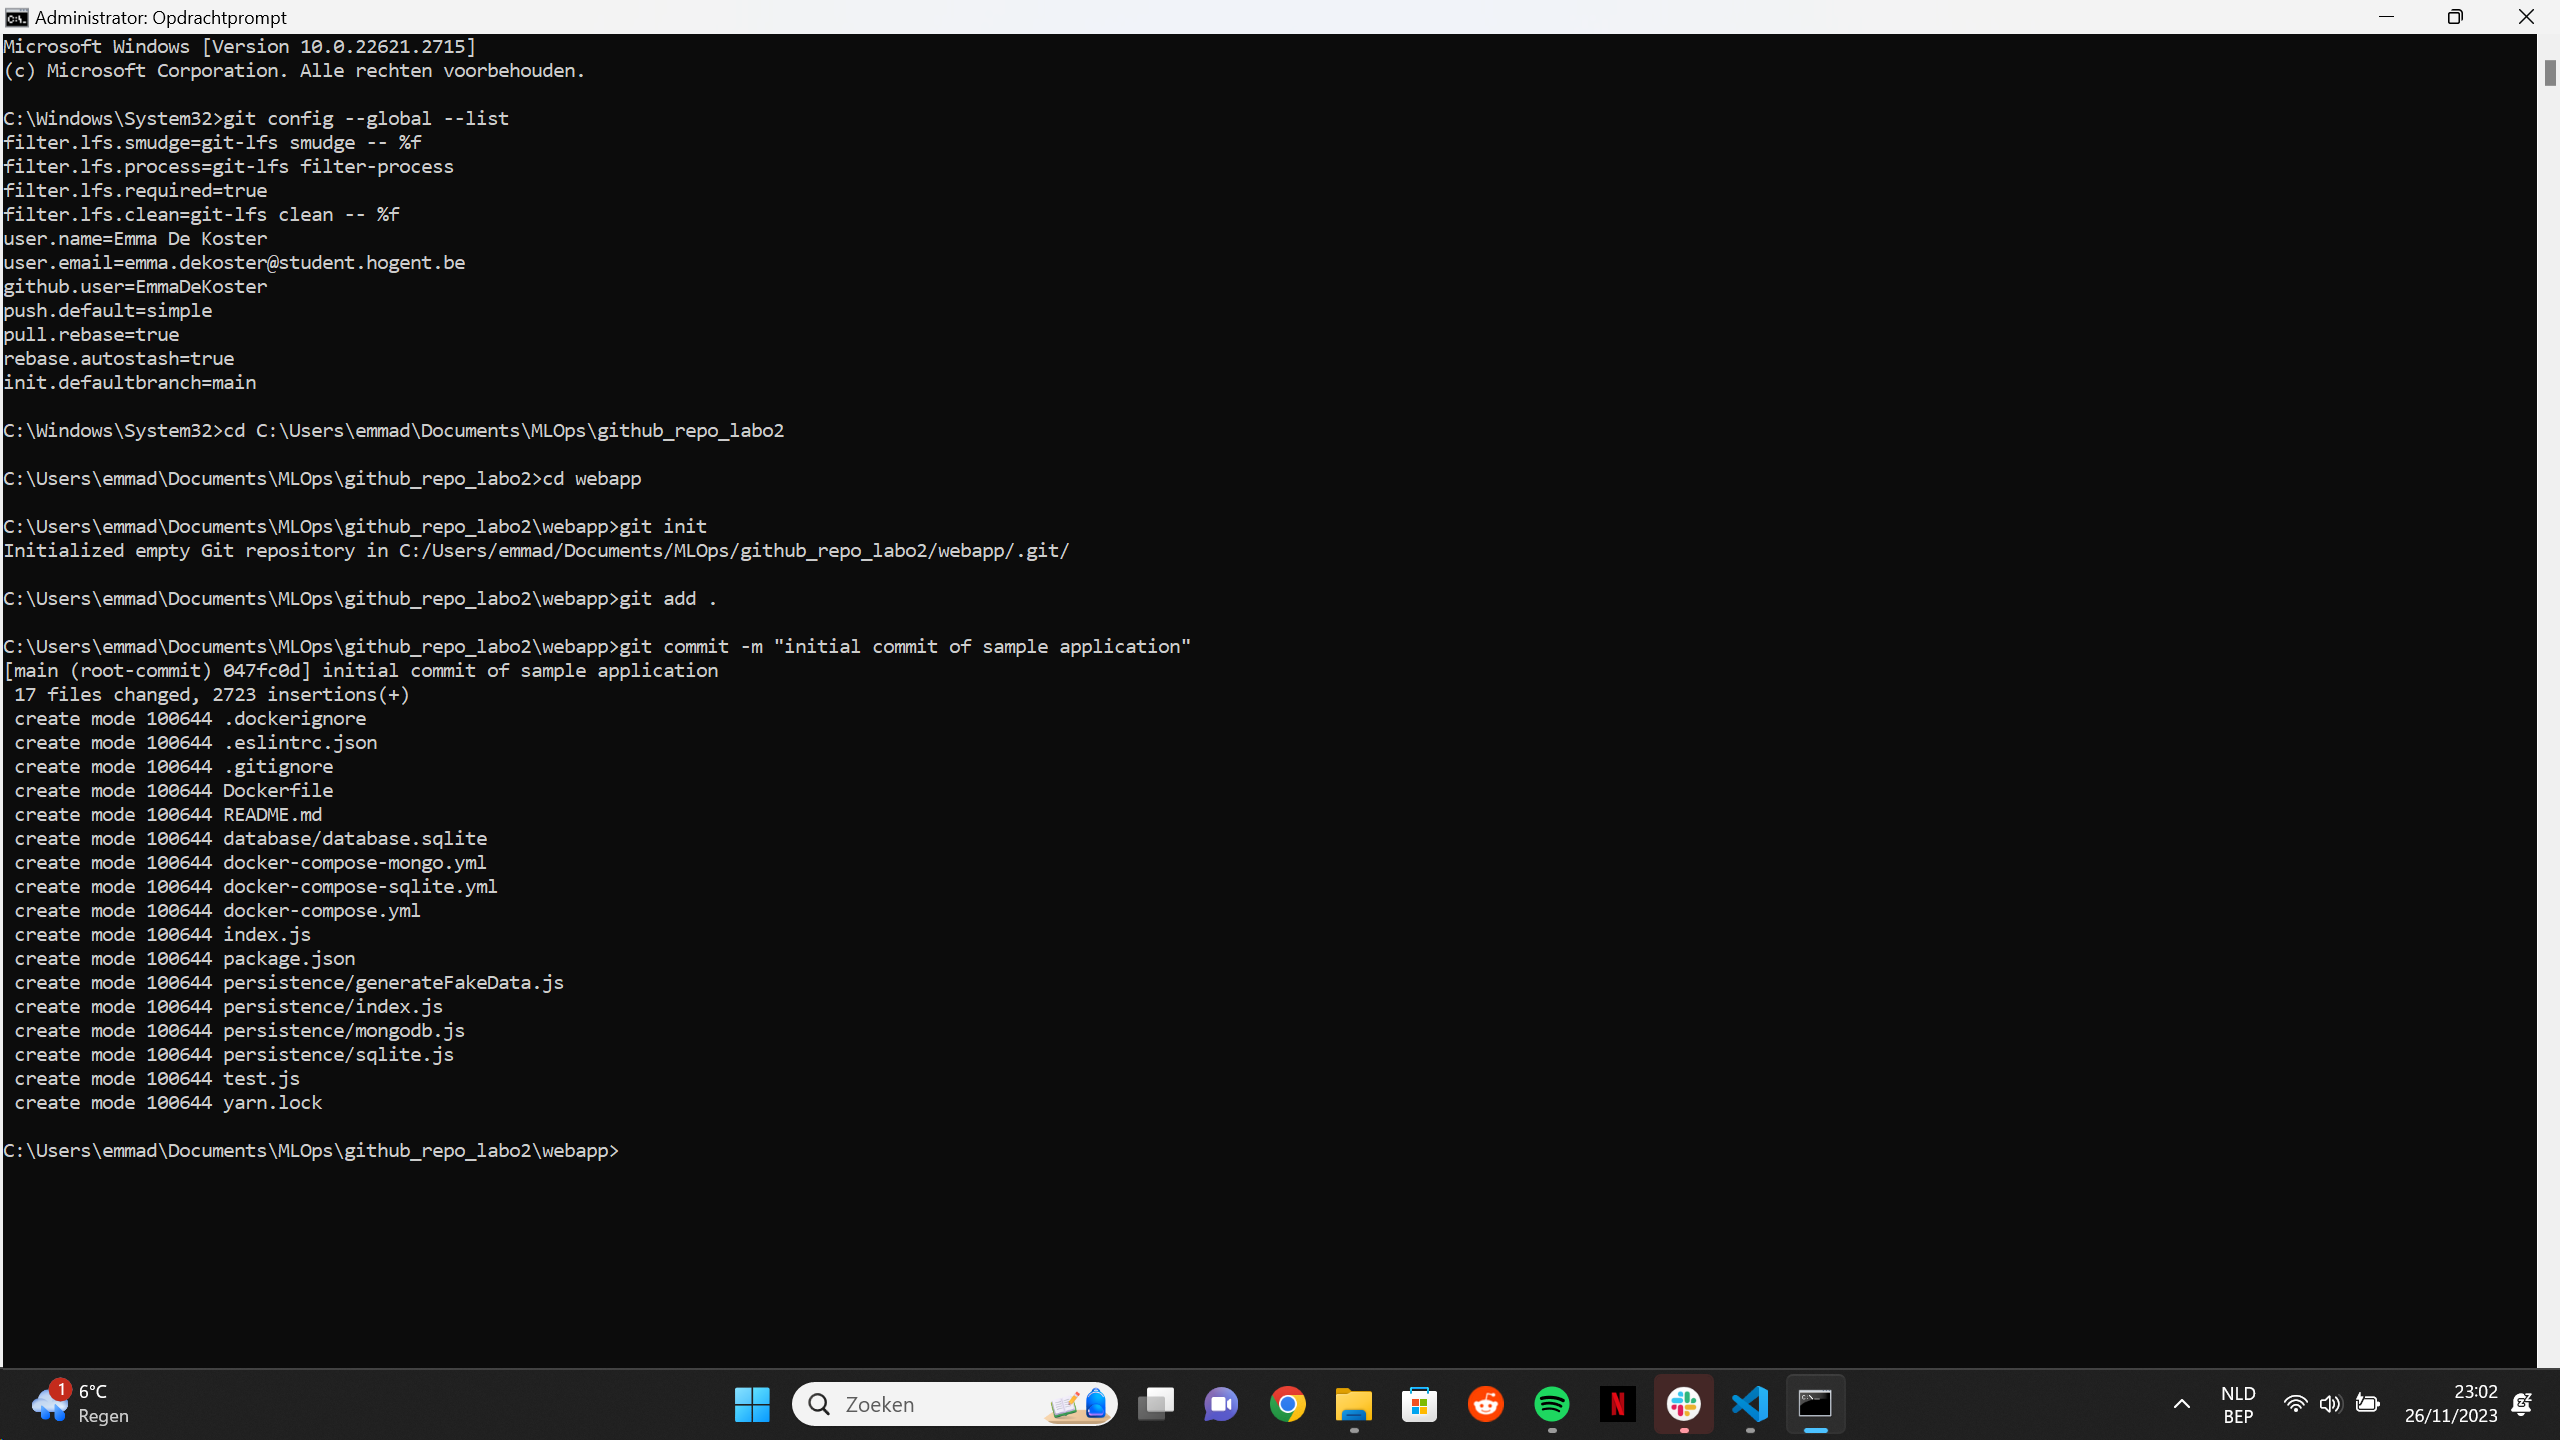 Administrator: Opdrachtprompt
Microsoft Windows [Version 10.0.22621.2715]
(c) Microsoft Corporation. Alle rechten voorbehouden.
C:\Windows\System32>git config --global --list
filter.lfs.smudge=git-lfs smudge -- %f
filter.lfs.process=git-lfs filter-process
filter.lfs.required=true
filter.lfs.clean=git-lfs clean -- %f
user.name=Emma De Koster
user.email=emma.dekoster@student.hogent.be
github.user=EmmaDeKoster
push.default=simple
pull.rebase=true
rebase.autostash=true
init.defaultbranch=main
C:\Windows\System32>cd C:\Users\emmad\Documents\MLOps\github_repo_labo2
C:\Users\emmad\Documents\MLOps\github_repo_labo2>cd webapp
C:\Users\emmad\Documents\MLOps\github_repo_labo2\webapp>git init
Initialized empty Git repository in C:/Users/emmad/Documents/MLOps/github_repo_labo2/webapp/.git/
C:\Users\emmad\Documents\MLOps\github_repo_labo2\webapp>git add .
C:\Users\emmad\Documents\MLOps\github_repo_labo2\webapp>git commit -m "initial commit of sample application"
[main (root-commit) 047fc0d] initial commit of sample application
 17 files changed, 2723 insertions(+)
 create mode 100644 .dockerignore
 create mode 100644 .eslintrc.json
 create mode 100644 .gitignore
 create mode 100644 Dockerfile
 create mode 100644 README.md
 create mode 100644 database/database.sqlite
 create mode 100644 docker-compose-mongo.yml
 create mode 100644 docker-compose-sqlite.yml
 create mode 100644 docker-compose.yml
 create mode 100644 index.js
 create mode 100644 package.json
 create mode 100644 persistence/generateFakeData.js
 create mode 100644 persistence/index.js
 create mode 100644 persistence/mongodb.js
 create mode 100644 persistence/sqlite.js
 create mode 100644 test.js
 create mode 100644 yarn.lock
C:\Users\emmad\Documents\MLOps\github_repo_labo2\webapp>
1
6°C
Regen
Zoeken
NLD
BEP
23:02
26/11/2023